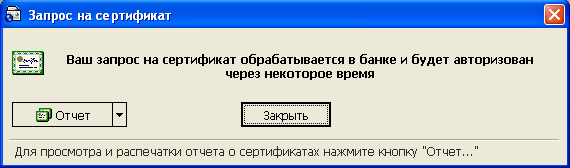 Запрос на сертификат
Ваш запрос на сертификат обрабатывается в банке и будет авторизован
через некоторое время
Отчет
Закрыть
Для просмотра и распечатки отчета о сертификатах нажмите кнопку "Отчет..."